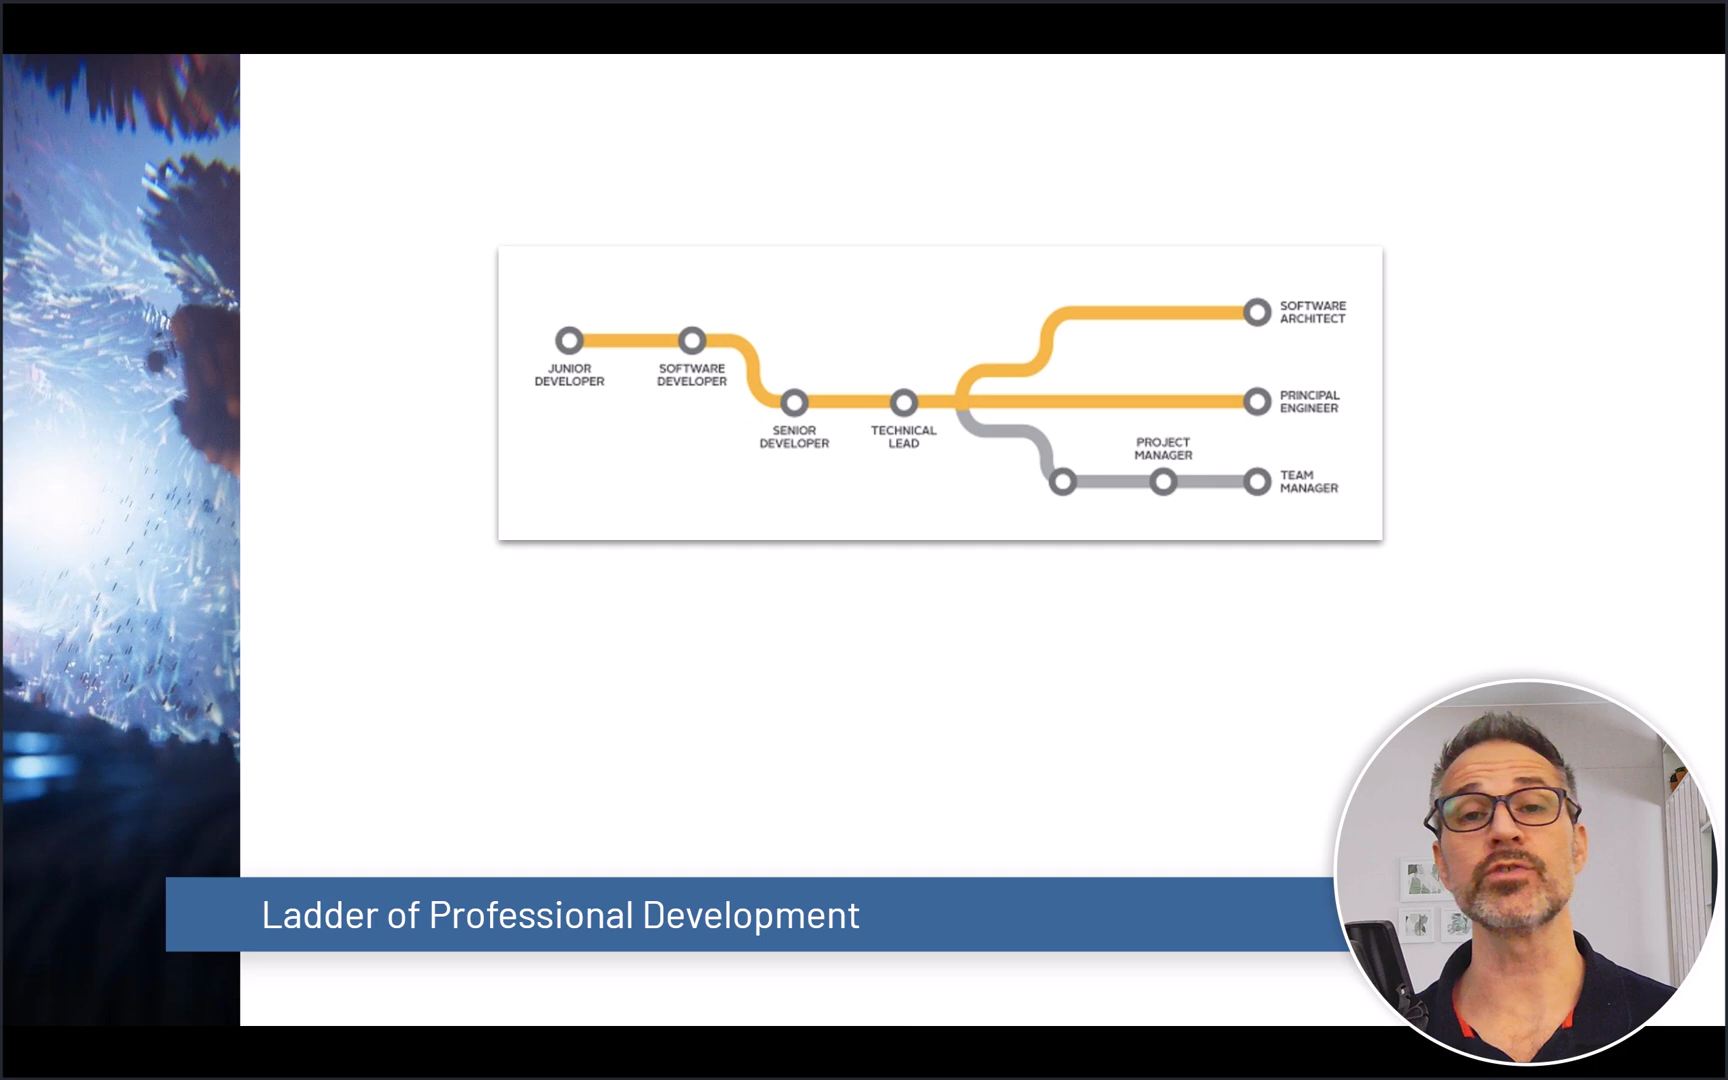 JUNIOR
DEVELOPER
SOFTWARE
DEVELOPER
SENIOR
DEVELOPER
TECHNICAL
LEAD
SOFTWARE
ARCHITECT
PRINCIPAL
ENGINEER
PROJECT
MANAGER
TEAM
MANAGER
Ladder of Professional Development